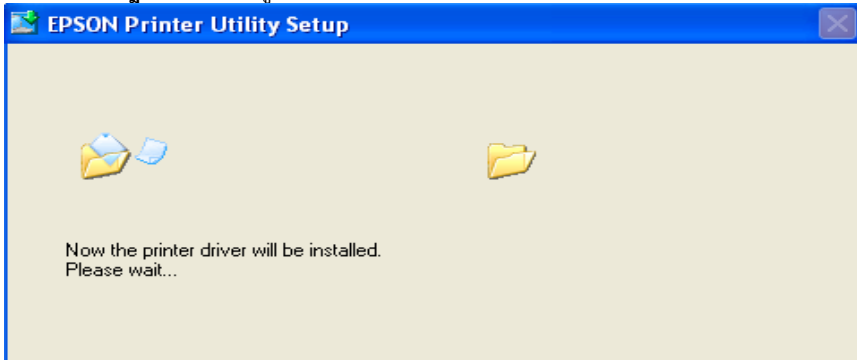 EPSON Printer Utility Setup
Now the printer driver will be installed.
Please wait...